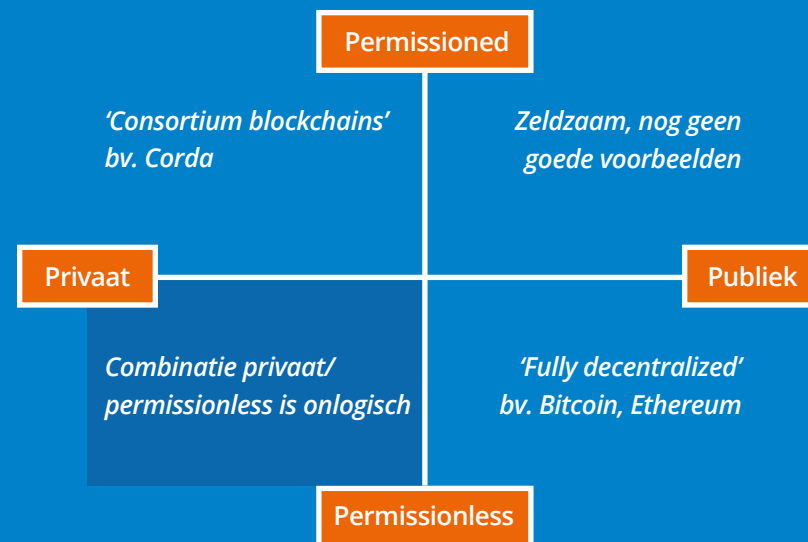 Permissioned
‘Consortium blockchains’
bv. Corda
Zeldzaam, nog geen
goede voorbeelden
Privaat
Publiek
Combinatie privaat/
permissionless is onlogisch
‘Fully decentralized’
bv. Bitcoin, Ethereum
Permissionless